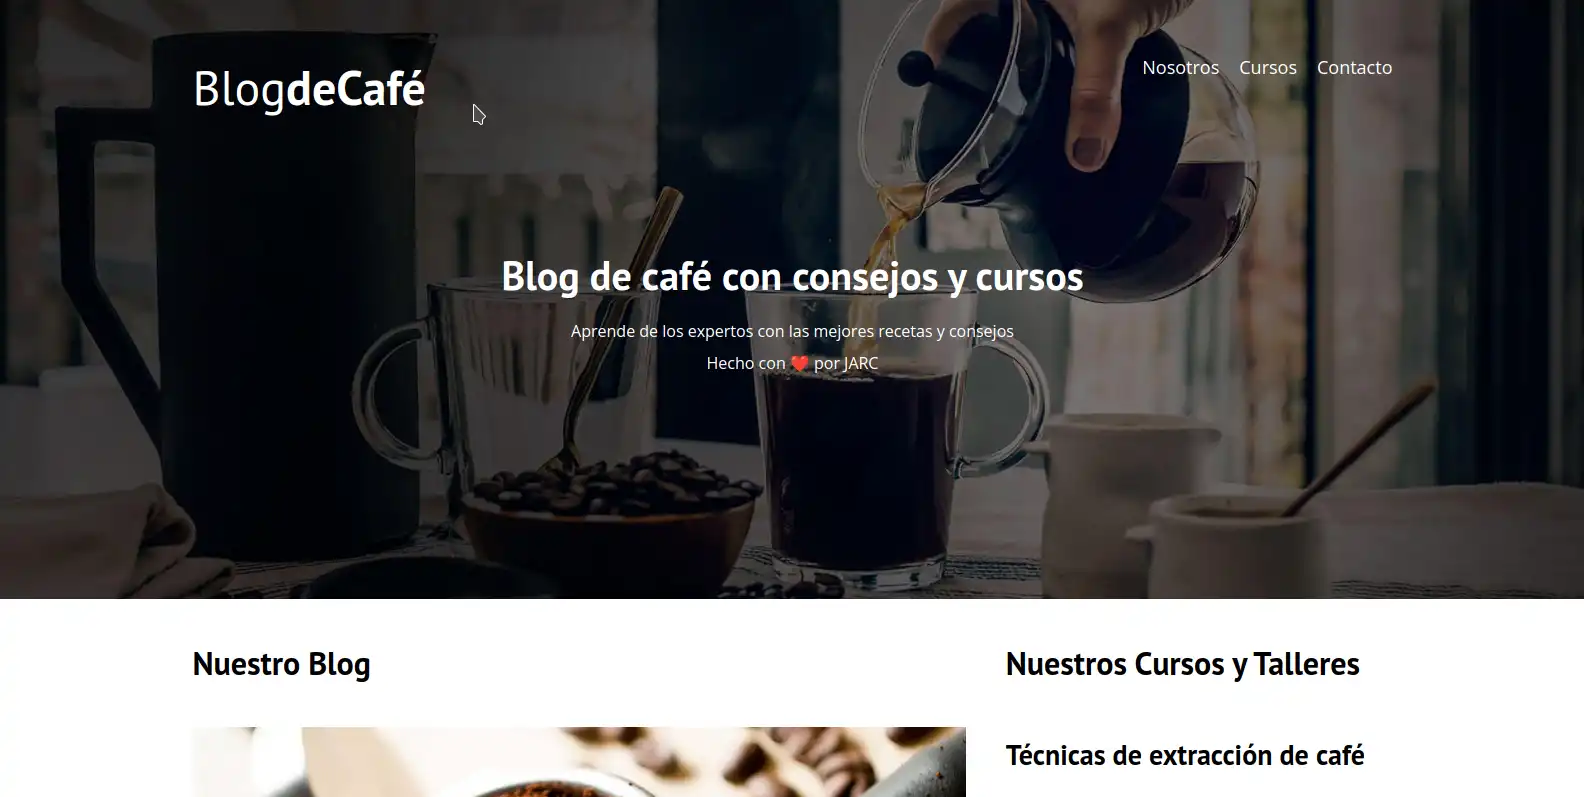 BlogdeCafé
Nosotros Cursos Contacto
Blog de café con consejos y cursos
Aprende de los expertos con las mejores recetas y consejos
Hecho con ❤️ por JARC
Nuestro Blog
Nuestros Cursos y Talleres
Técnicas de extracción de café